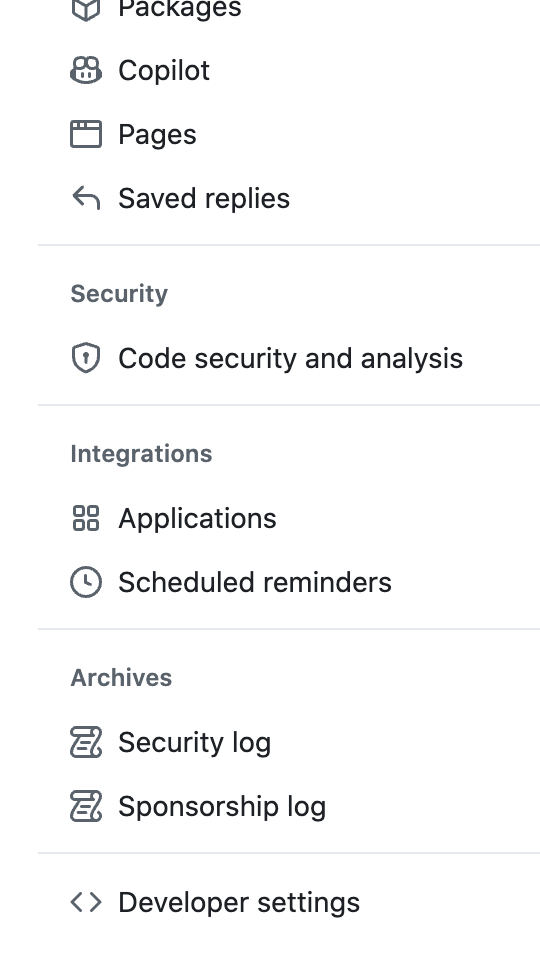 Packages
Copilot
Pages
Saved replies
Security
Code security and analysis
Integrations
Applications
Scheduled reminders
Archives
Security log
Sponsorship log
Developer settings